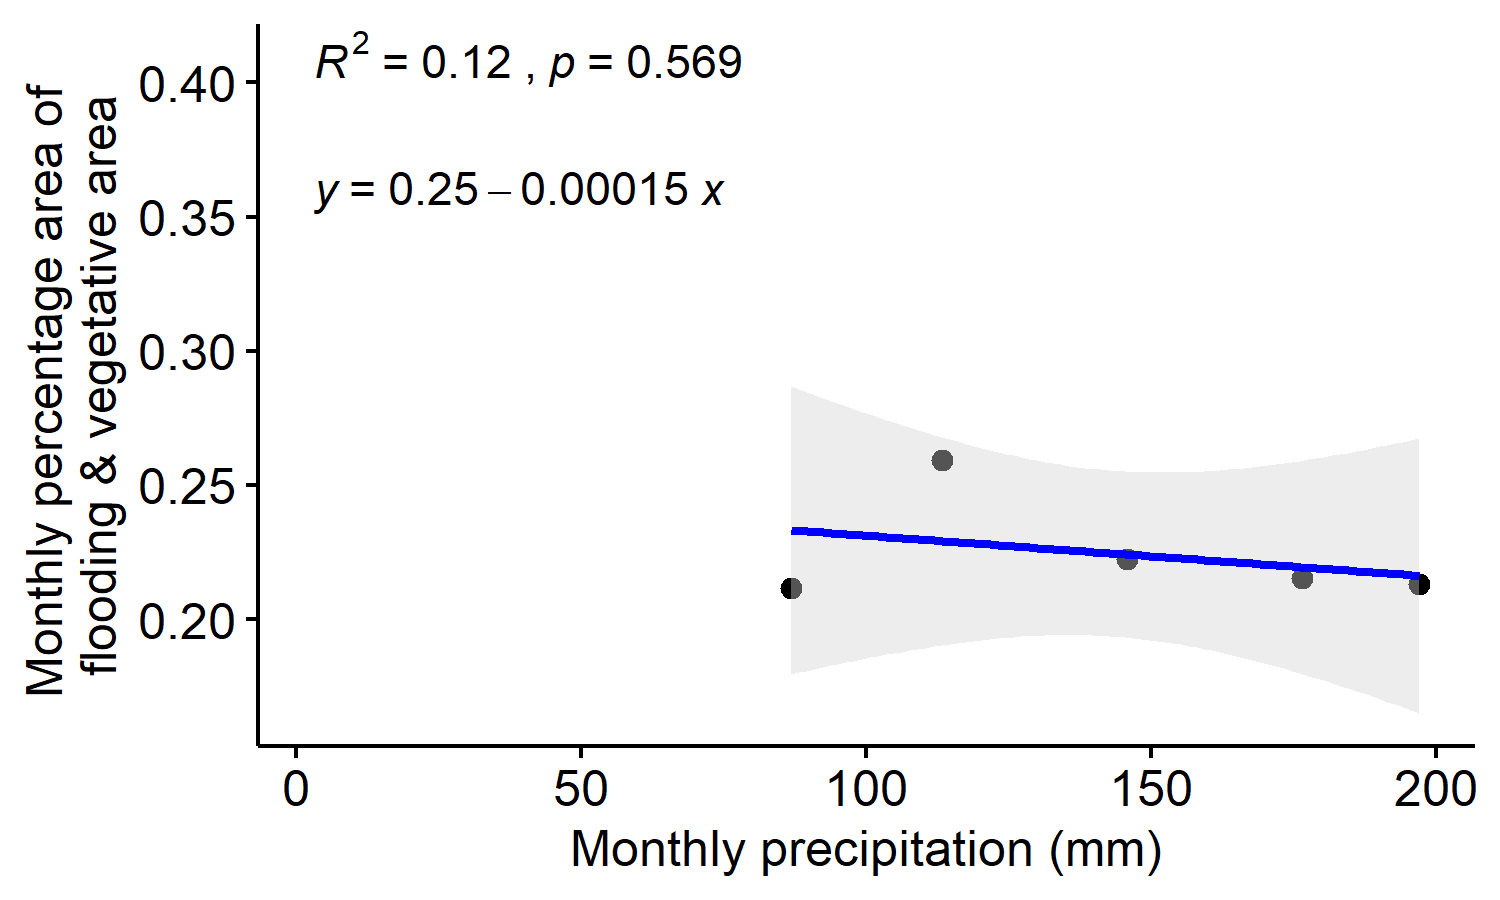 R² = 0.12 , p = 0.569
y = 0.25 – 0.00015 x
Monthly percentage area of
flooding & vegetative area
0.40
0.35
0.30
0.25
0.20
0 50 100 150 200
Monthly precipitation (mm)